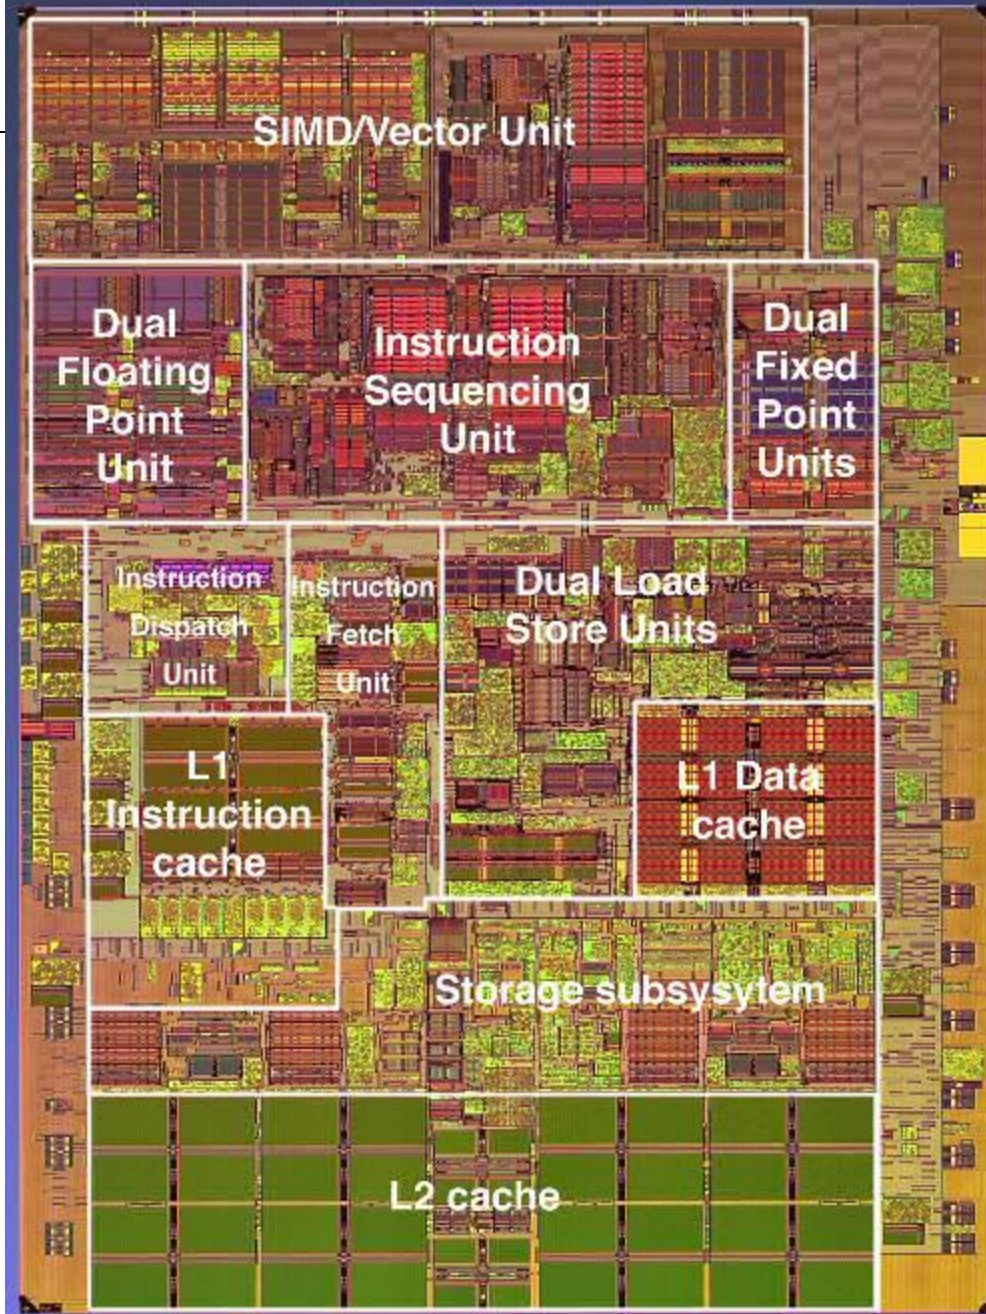 SIMD/Vector Unit
Dual
Floating
Point
Unit
Instruction
Sequencing
Unit
Dual
Fixed
Point
Units
Instruction
Dispatch
Unit
Instruction
Fetch
Unit
Dual Load
Store Units
L1
Instruction
cache
L1 Data
cache
Storage subsysytem
L2 cache